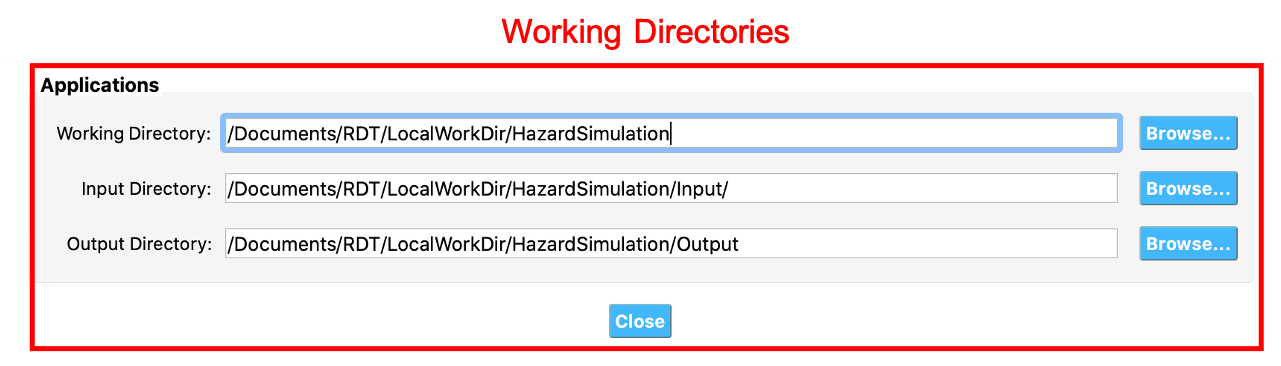 Working Directories
Applications
Working Directory: /Documents/RDT/LocalWorkDir/HazardSimulation Browse...
Input Directory: /Documents/RDT/LocalWorkDir/HazardSimulation/Input/ Browse...
Output Directory: /Documents/RDT/LocalWorkDir/HazardSimulation/Output Browse...
Close